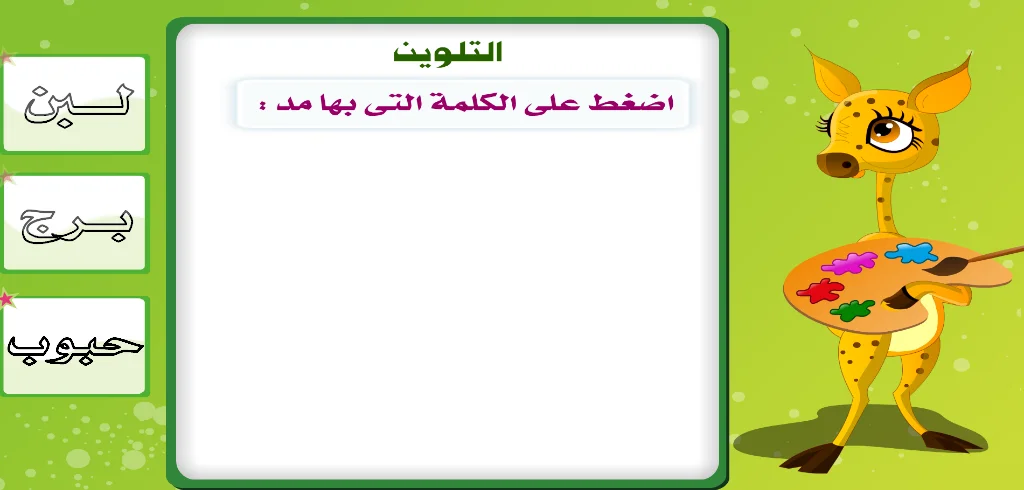 التلوين
اضغط على الكلمة التى بها مد :
لبن
برج
حبوب